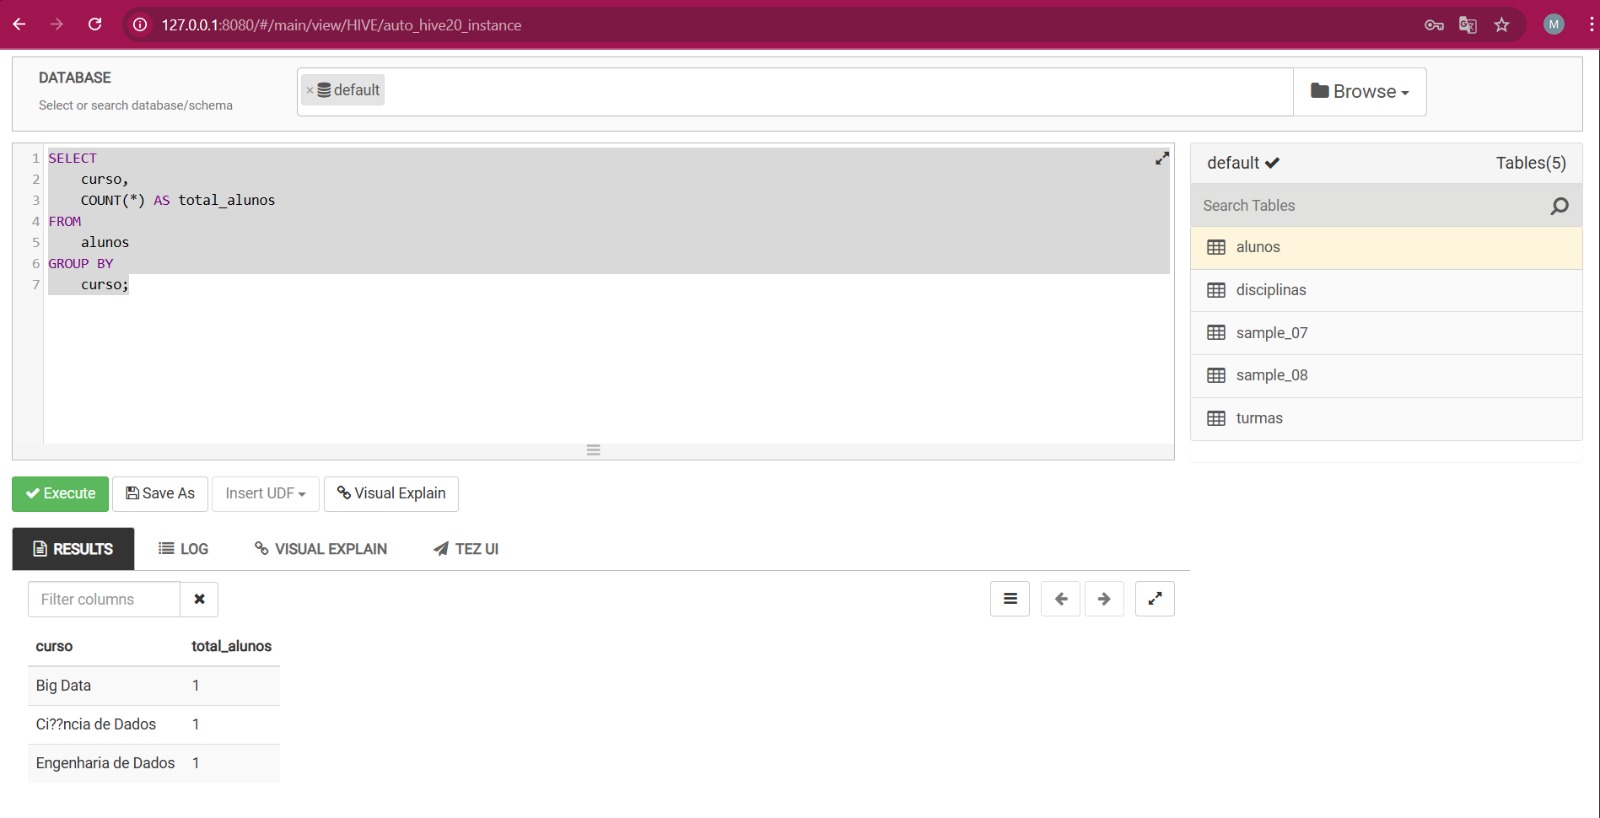 127.0.0.1:8080/#/main/view/HIVE/auto_hive20_instance
M
DATABASE
Select or search database/schema
× default
Browse
1 SELECT
2 curso,
3 COUNT(*) AS total_alunos
4 FROM
5 alunos
6 GROUP BY
7 curso;
default
Tables(5)
Search Tables
alunos
disciplinas
sample_07
sample_08
turmas
Execute Save As Insert UDF Visual Explain
RESULTS LOG VISUAL EXPLAIN TEZ UI
Filter columns
curso total_alunos
Big Data 1
Ci??ncia de Dados 1
Engenharia de Dados 1